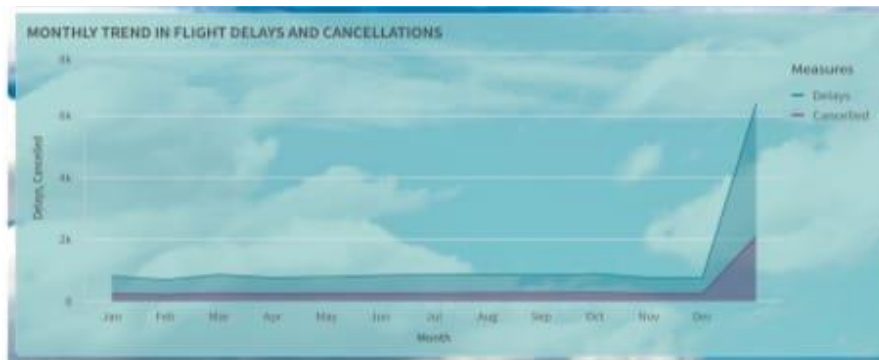 MONTHLY TREND IN FLIGHT DELAYS AND CANCELLATIONS
Measures
Delays
Cancelled
Delays, Cancelled
8k
6k
4k
2k
0
Jan Feb Mar Apr May Jun Jul Aug Sep Oct Nov Dec
Month